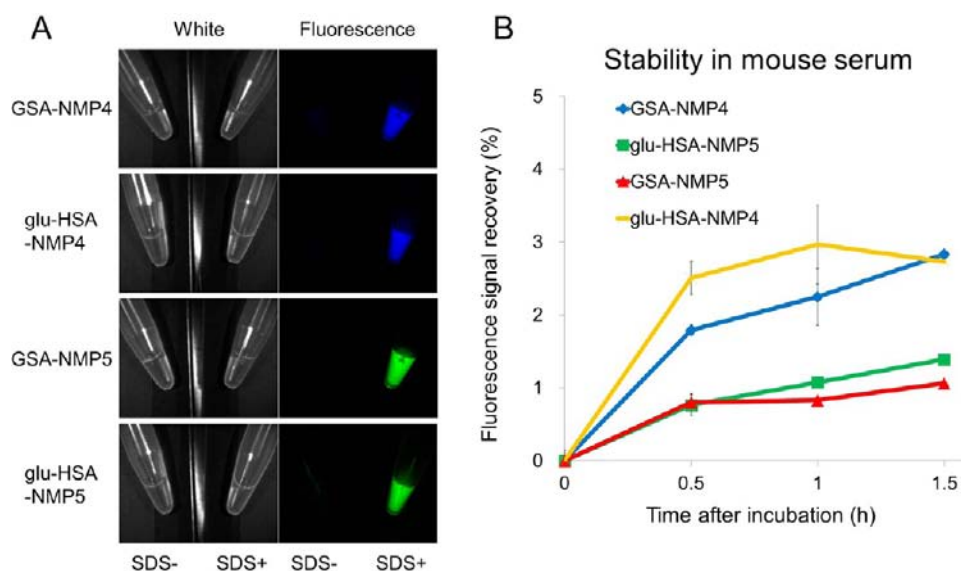 A
White
Fluorescence
GSA-NMP4
glu-HSA
-NMP4
GSA-NMP5
glu-HSA
-NMP5
SDS-
SDS+
SDS-
SDS+
B
Stability in mouse serum
Fluorescence signal recovery (%)
5
4
3
2
1
0
GSA-NMP4
glu-HSA-NMP5
GSA-NMP5
glu-HSA-NMP4
0
0.5
1
1.5
Time after incubation (h)